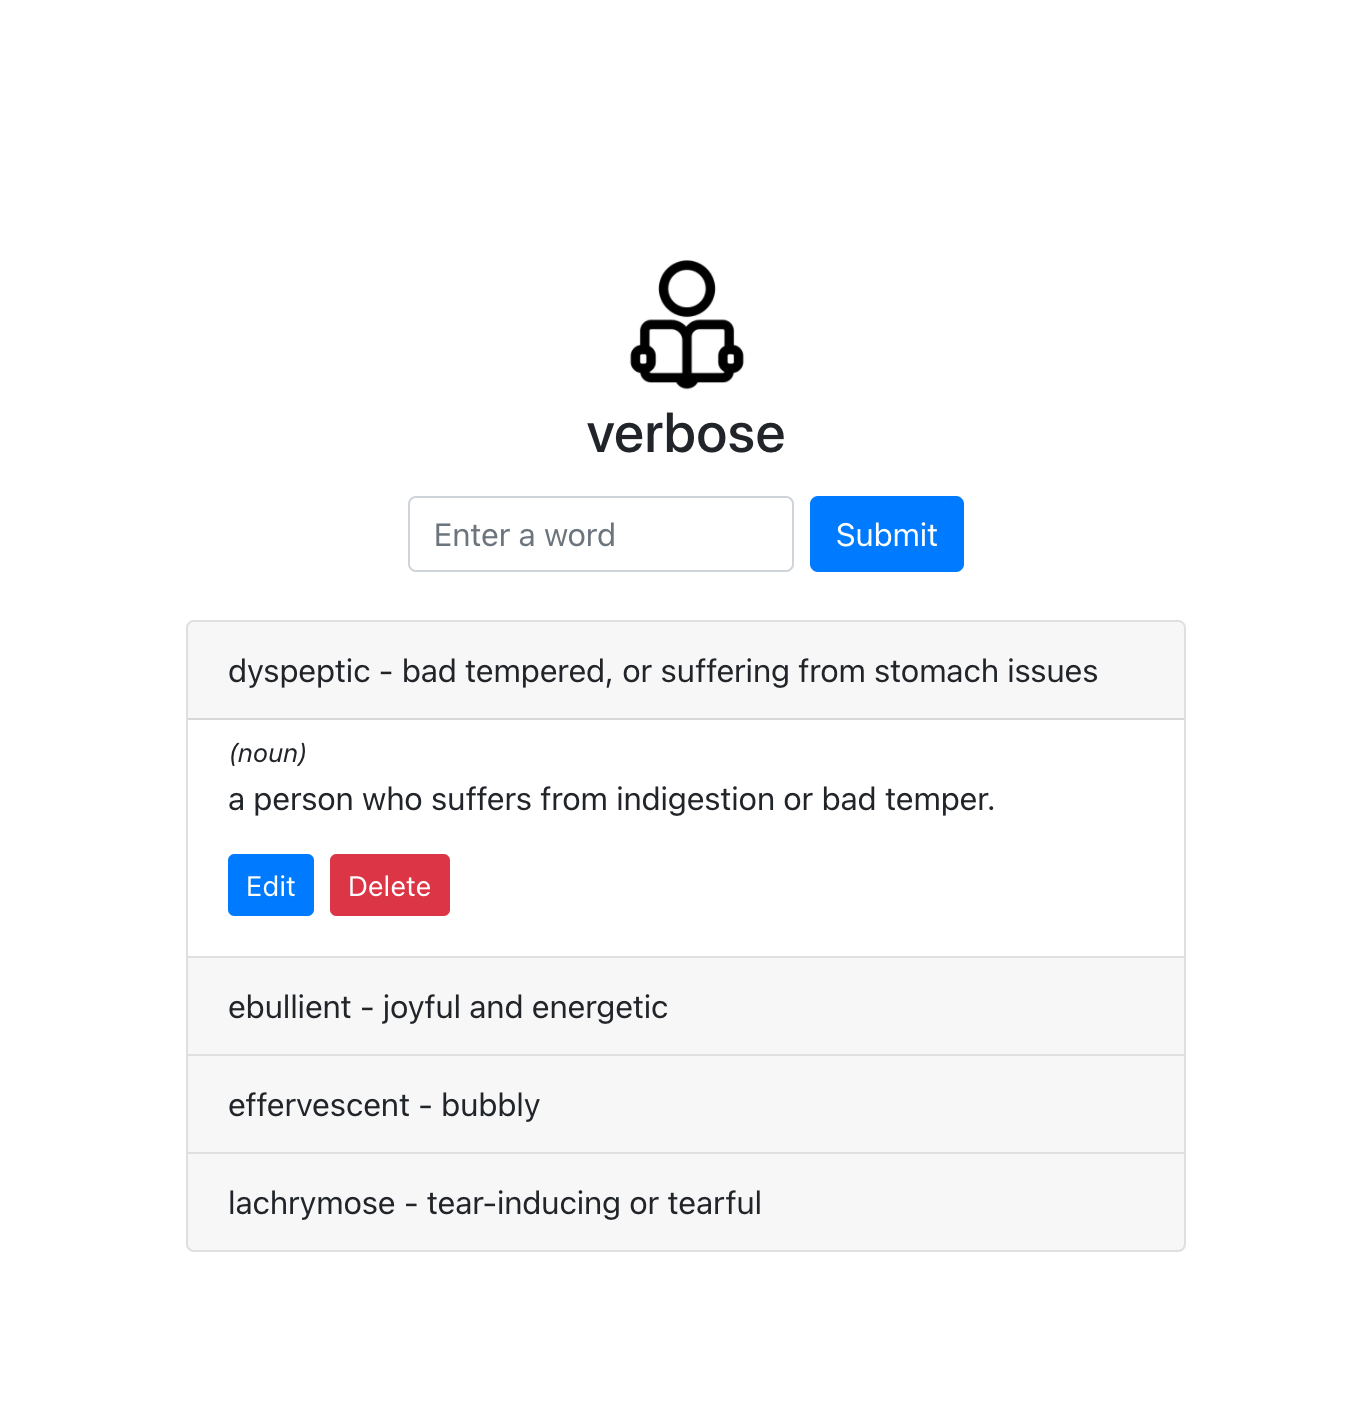 verbose
Enter a word
Submit
dyspeptic - bad tempered, or suffering from stomach issues
(noun)
a person who suffers from indigestion or bad temper.
Edit
Delete
ebullient - joyful and energetic
effervescent - bubbly
lachrymose - tear-inducing or tearful